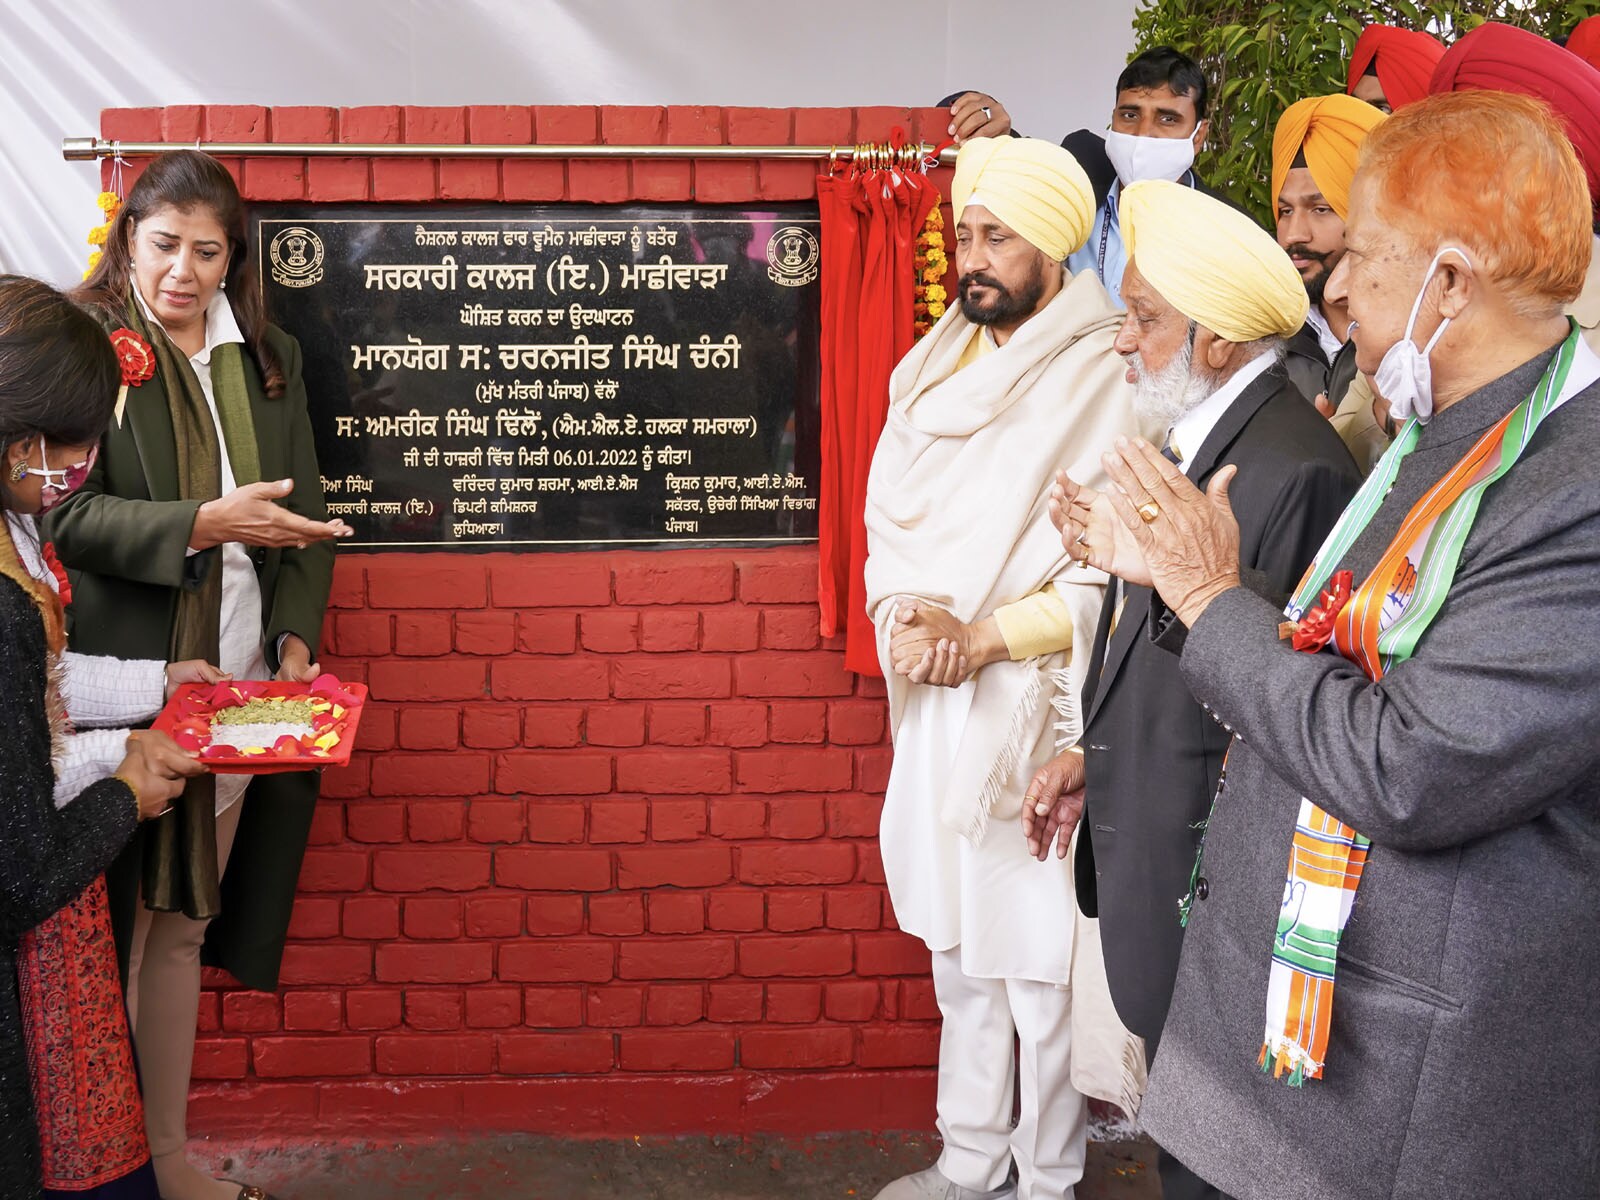 ਨੈਸ਼ਨਲ ਕਾਲਜ ਫਾਰ ਵੂਮੈਨ ਮਾਛੀਵਾੜਾ ਨੂੰ ਬਤੌਰ
ਸਰਕਾਰੀ ਕਾਲਜ (ਇ.) ਮਾਛੀਵਾੜਾ
ਘੋਸ਼ਿਤ ਕਰਨ ਦਾ ਉਦਘਾਟਨ
ਮਾਨਯੋਗ ਸ: ਚਰਨਜੀਤ ਸਿੰਘ ਚੰਨੀ
(ਮੁੱਖ ਮੰਤਰੀ ਪੰਜਾਬ) ਵੱਲੋਂ
ਸ: ਅਮਰੀਕ ਸਿੰਘ ਢਿੱਲੋਂ, (ਐਮ.ਐਲ.ਏ. ਹਲਕਾ ਸਮਰਾਲਾ)
ਜੀ ਦੀ ਹਾਜ਼ਰੀ ਵਿੱਚ ਮਿਤੀ 06.01.2022 ਨੂੰ ਕੀਤਾ।
ਸਿੰਘ ਵਰਿੰਦਰ ਕੁਮਾਰ ਸ਼ਰਮਾ, ਆਈ.ਏ.ਐਸ ਕ੍ਰਿਸ਼ਨ ਕੁਮਾਰ, ਆਈ.ਏ.ਐਸ.
ਸਰਕਾਰੀ ਕਾਲਜ (ਇ.) ਡਿਪਟੀ ਕਮਿਸ਼ਨਰ ਸਕੱਤਰ, ਉਚੇਰੀ ਸਿੱਖਿਆ ਵਿਭਾਗ
ਲੁਧਿਆਣਾ। ਪੰਜਾਬ।